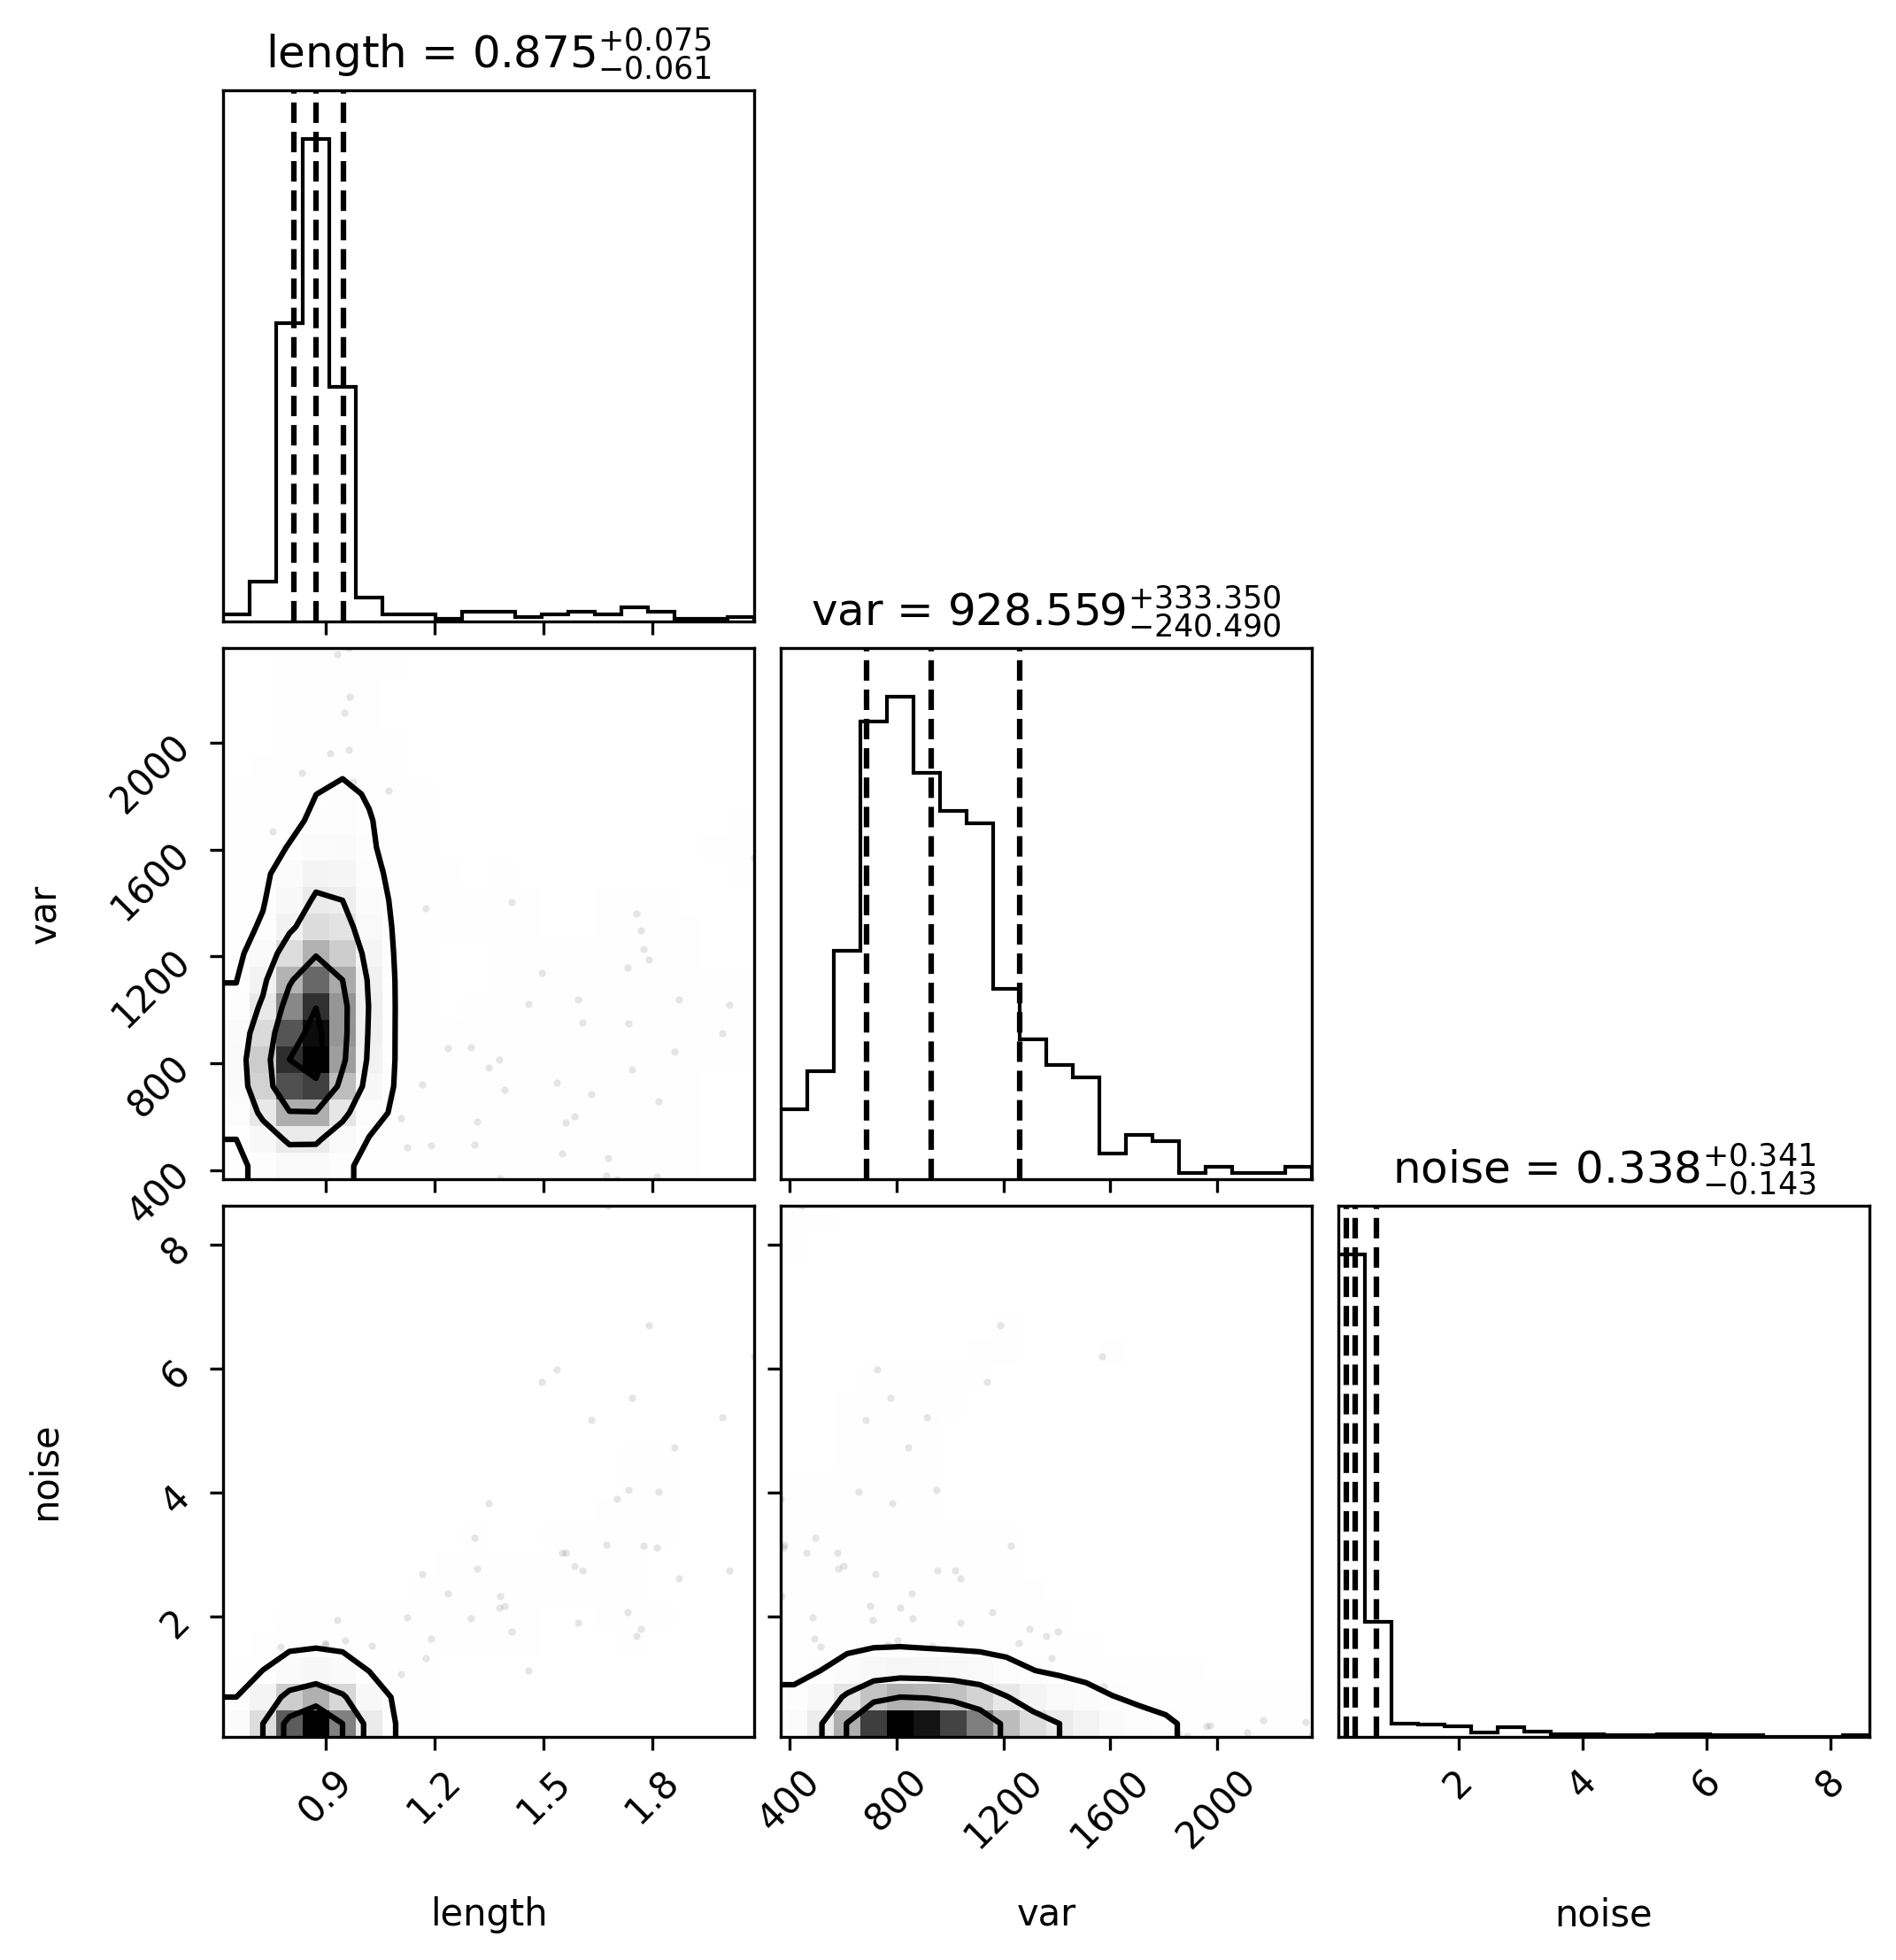 length = 0.875 +0.075 −0.061
var = 928.559 +333.350 −240.490
2000
1600
1200
800
400
var
noise = 0.338 +0.341 −0.143
8
6
4
2
noise
0.9 1.2 1.5 1.8 400 800 1200 1600 2000 2 4 6 8
length var noise